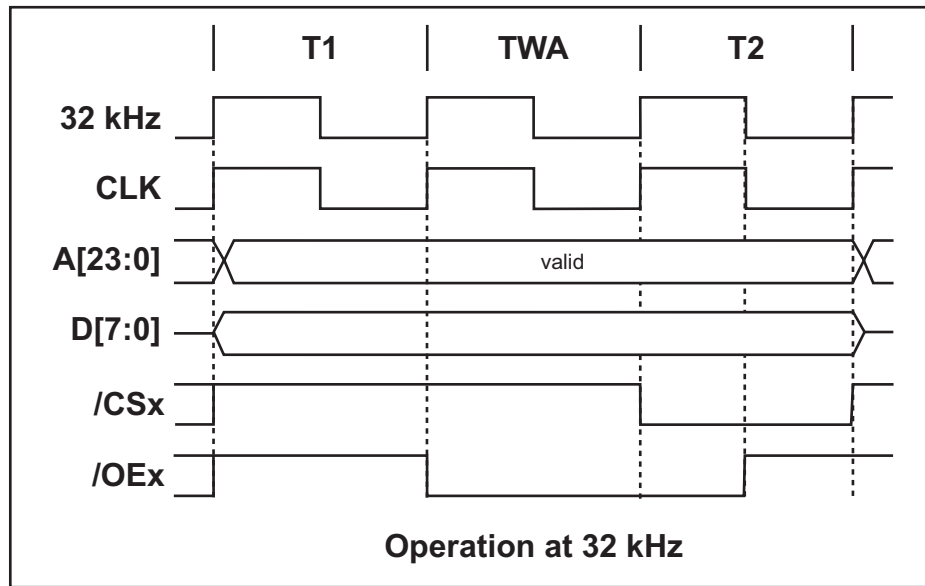 T1 TWA T2
32 kHz
CLK
A[23:0] valid
D[7:0]
/CSx
/OEx
Operation at 32 kHz